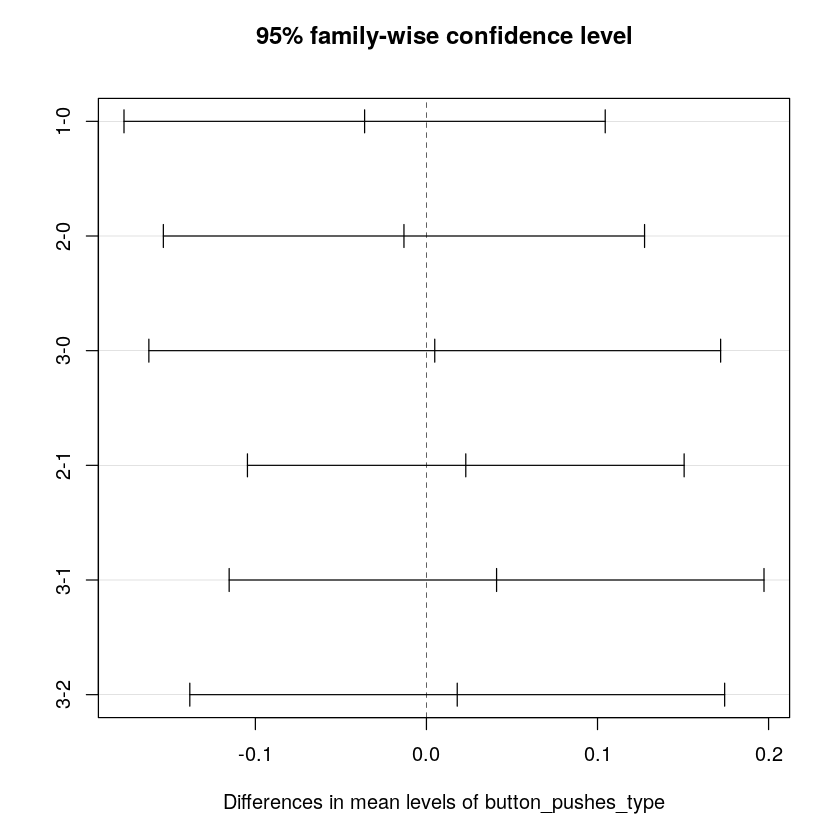 95% family-wise confidence level
1-0
2-0
3-0
2-1
3-1
3-2
-0.1 0.0 0.1 0.2
Differences in mean levels of button_pushes_type